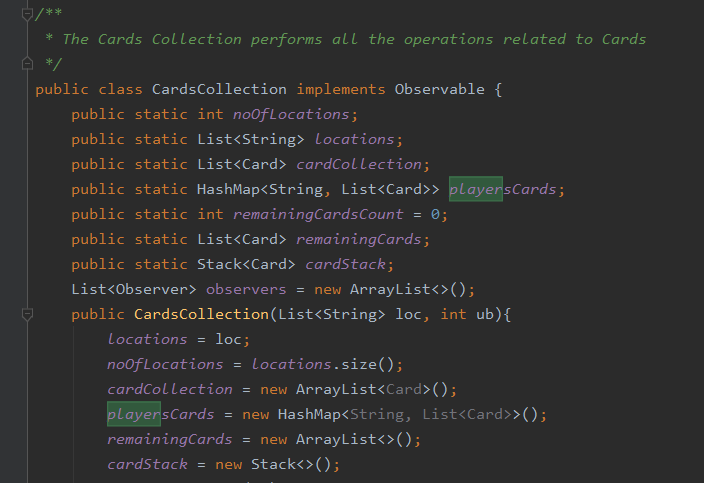 /**
 * The Cards Collection performs all the operations related to Cards
 */
public class CardsCollection implements Observable {
    public static int noOfLocations;
    public static List<String> locations;
    public static List<Card> cardCollection;
    public static HashMap<String, List<Card>> playersCards;
    public static int remainingCardsCount = 0;
    public static List<Card> remainingCards;
    public static Stack<Card> cardStack;
    List<Observer> observers = new ArrayList<>();
    public CardsCollection(List<String> loc, int ub){
        locations = loc;
        noOfLocations = locations.size();
        cardCollection = new ArrayList<Card>();
        playersCards = new HashMap<String, List<Card>>();
        remainingCards = new ArrayList<>();
        cardStack = new Stack<>();